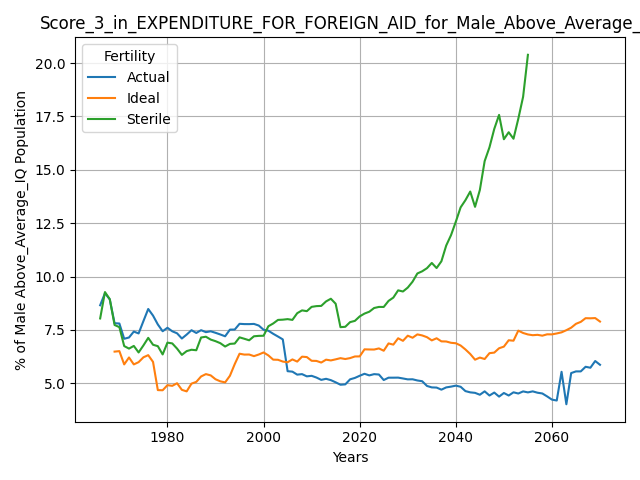 Score_3_in_EXPENDITURE_FOR_FOREIGN_AID_for_Male_Above_Average_
Fertility
Actual
Ideal
Sterile
20.0
17.5
15.0
12.5
10.0
7.5
5.0
% of Male Above_Average_IQ Population
1980
2000
2020
2040
2060
Years